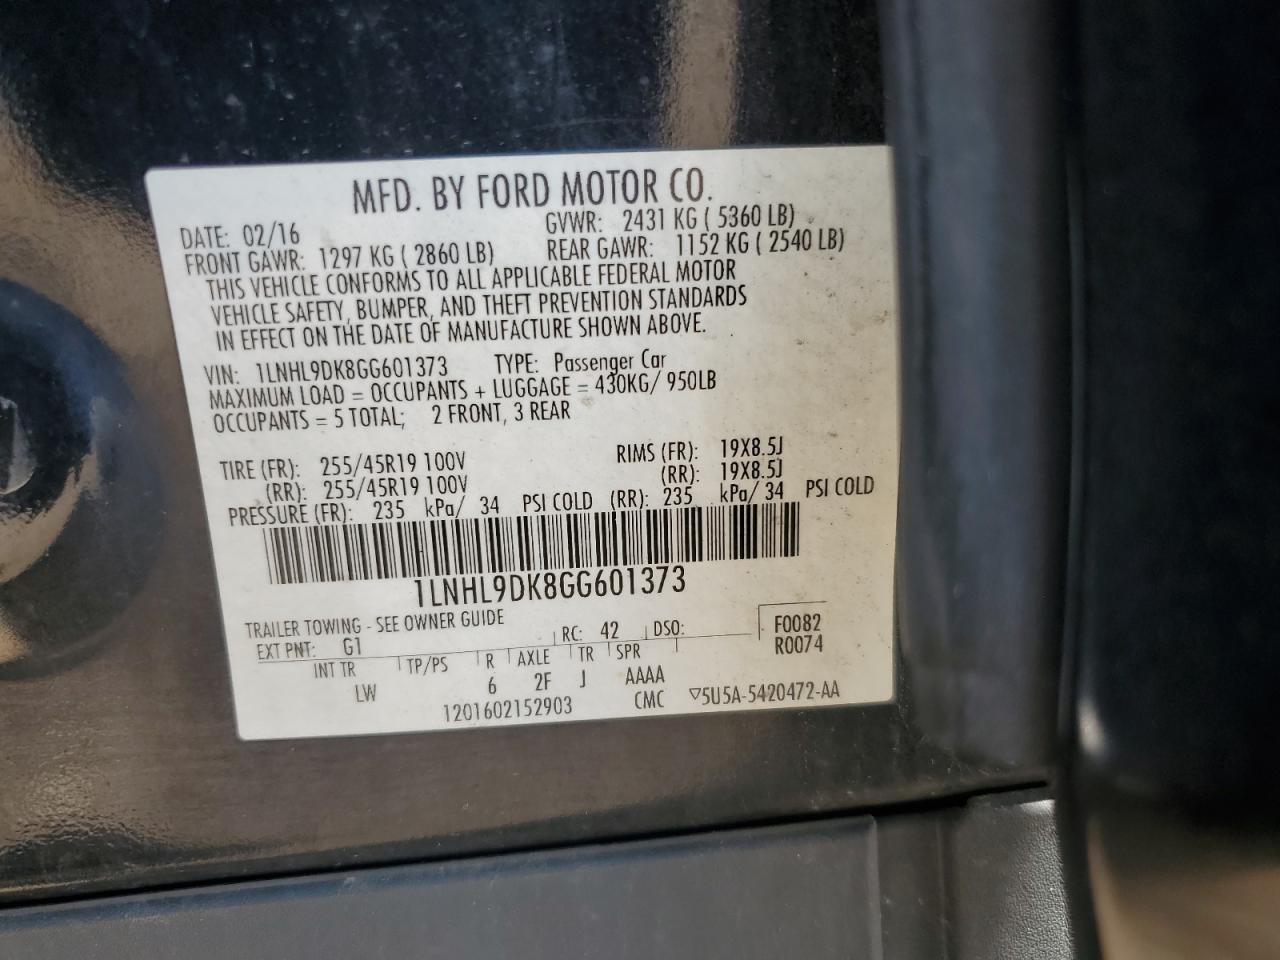 MFD. BY FORD MOTOR CO.
DATE: 02/16 GVWR: 2431 KG ( 5360 LB)
FRONT GAWR: 1297 KG ( 2860 LB) REAR GAWR: 1152 KG ( 2540 LB)
THIS VEHICLE CONFORMS TO ALL APPLICABLE FEDERAL MOTOR
VEHICLE SAFETY, BUMPER, AND THEFT PREVENTION STANDARDS
IN EFFECT ON THE DATE OF MANUFACTURE SHOWN ABOVE.
VIN: 1LNHL9DK8GG601373 TYPE: Passenger Car
MAXIMUM LOAD = OCCUPANTS + LUGGAGE = 430KG/ 950LB
OCCUPANTS = 5 TOTAL; 2 FRONT, 3 REAR
TIRE (FR): 255/45R19 100V RIMS (FR): 19X8.5J
(RR): 255/45R19 100V (RR): 19X8.5J
PRESSURE (FR): 235 kPa/ 34 PSI COLD (RR): 235 kPa/ 34 PSI COLD
1LNHL9DK8GG601373
TRAILER TOWING - SEE OWNER GUIDE
EXT PNT: G1 RC: 42 DSO: F0082
R0074
INT TR TP/PS R AXLE TR SPR
LW 6 2F J AAAA
1201602152903 CMC ▽5U5A-5420472-AA